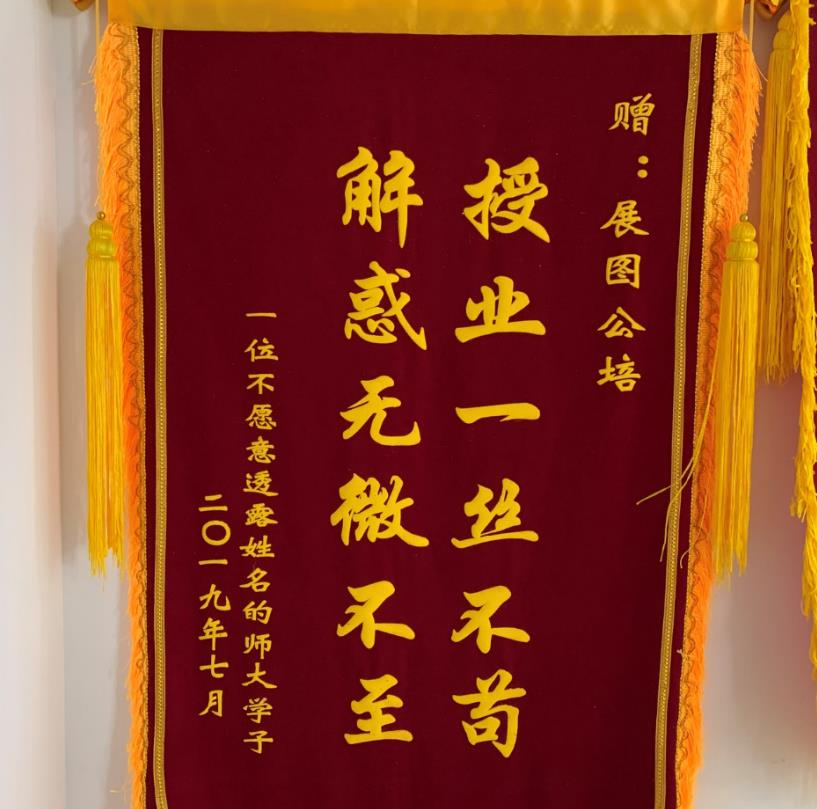 赠：展图公培
授业一丝不苟
解惑无微不至
一位不愿意透露姓名的师大学子
二〇一九年七月